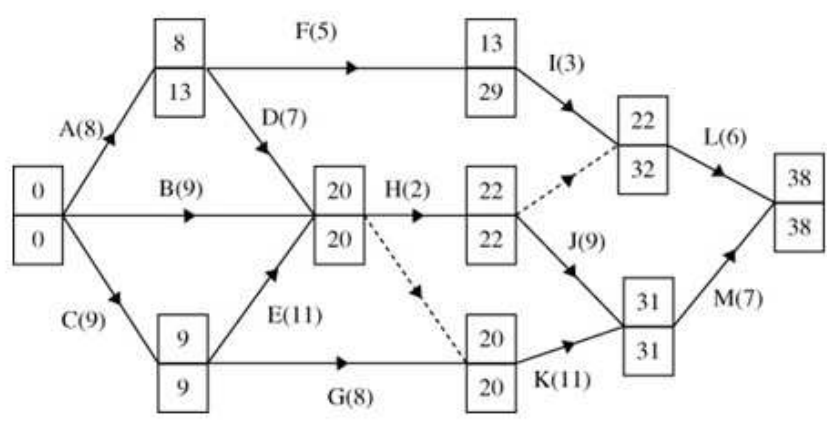 F(5)
8
13
13
29
I(3)
A(8)
D(7)
22
32
L(6)
0
0
B(9)
20
20
H(2)
22
22
38
38
C(9)
E(11)
J(9)
31
31
M(7)
9
9
G(8)
20
20
K(11)